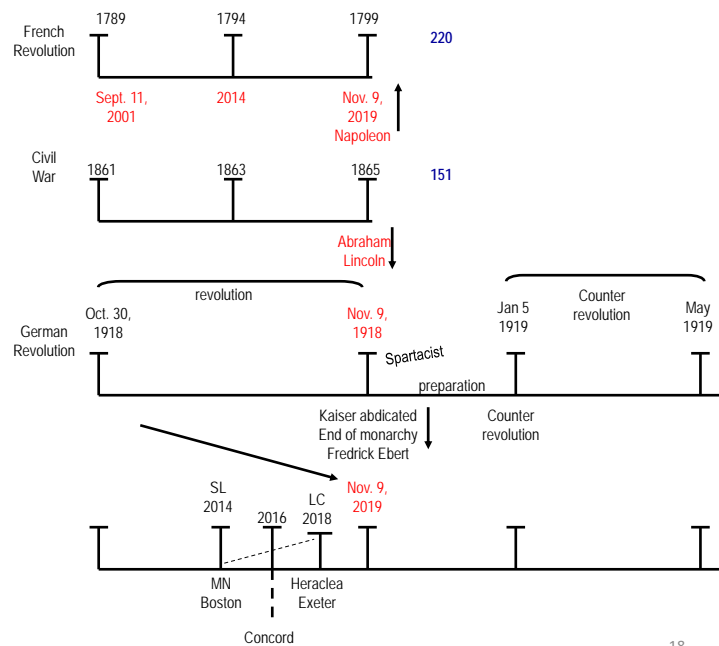 French
Revolution
1789
1794
1799
220
Sept. 11,
2001
2014
Nov. 9,
2019
Napoleon
Civil
War
1861
1863
1865
151
Abraham
Lincoln
revolution
Counter
revolution
German
Revolution
Oct. 30,
1918
Nov. 9,
1918
Jan 5
1919
May
1919
Spartacist
preparation
Kaiser abdicated
End of monarchy
Fredrick Ebert
Counter
revolution
SL
2014
2016
LC
2018
Nov. 9,
2019
MN
Boston
Heraclea
Exeter
Concord
18